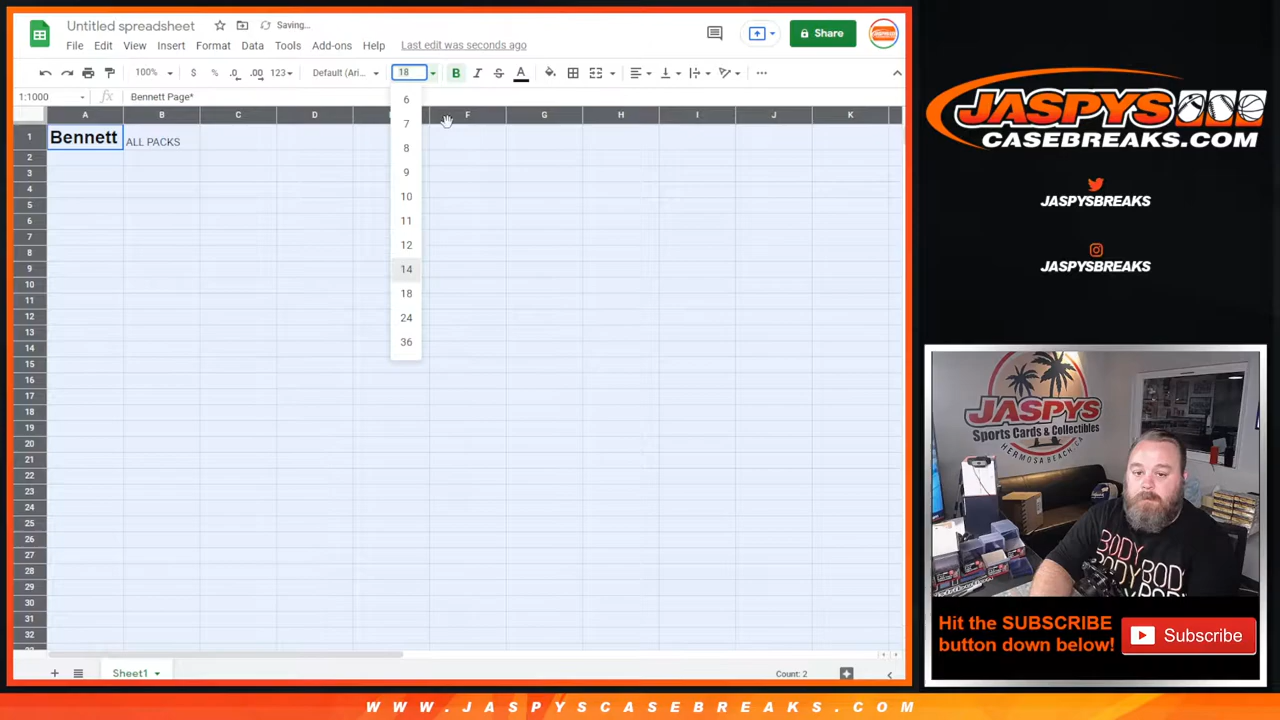 Untitled spreadsheet
Saving...
File Edit View Insert Format Data Tools Add-ons Help Last edit was seconds ago
Share
100% $ % .0 .00 123 Default (Ari... 18 B I S A
1:1000 fx Bennett Page*
A B C D F G H I J K
1 Bennett ALL PACKS
2
3
4
5
6
7
8
9
10
11
12
13
14
15
16
17
18
19
20
21
22
23
24
25
26
27
28
29
30
31
32
6
7
8
9
10
11
12
14
18
24
36
Sheet1
Count: 2
JASPYS
CASEBREAKS.COM
JASPYSBREAKS
JASPYSBREAKS
JASPYS
Sports Cards & Collectibles
HERMOSA BEACH, CA
BODY
BODYBODY
Hit the SUBSCRIBE
button down below!
Subscribe
WWW.JASPYSCASEBREAKS.COM